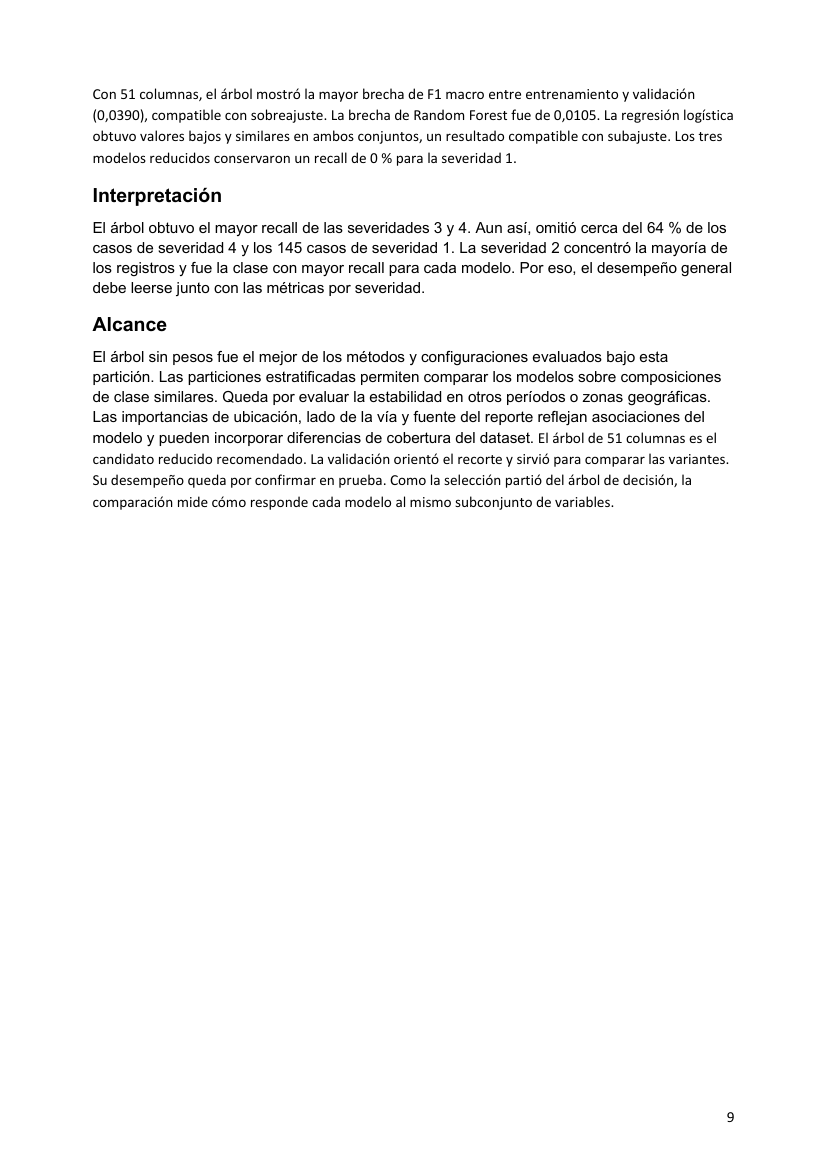 Con 51 columnas, el árbol mostró la mayor brecha de F1 macro entre entrenamiento y validación
(0,0390), compatible con sobreajuste. La brecha de Random Forest fue de 0,0105. La regresión logística
obtuvo valores bajos y similares en ambos conjuntos, un resultado compatible con subajuste. Los tres
modelos reducidos conservaron un recall de 0 % para la severidad 1.
Interpretación
El árbol obtuvo el mayor recall de las severidades 3 y 4. Aun así, omitió cerca del 64 % de los
casos de severidad 4 y los 145 casos de severidad 1. La severidad 2 concentró la mayoría de
los registros y fue la clase con mayor recall para cada modelo. Por eso, el desempeño general
debe leerse junto con las métricas por severidad.
Alcance
El árbol sin pesos fue el mejor de los métodos y configuraciones evaluados bajo esta
partición. Las particiones estratificadas permiten comparar los modelos sobre composiciones
de clase similares. Queda por evaluar la estabilidad en otros períodos o zonas geográficas.
Las importancias de ubicación, lado de la vía y fuente del reporte reflejan asociaciones del
modelo y pueden incorporar diferencias de cobertura del dataset. El árbol de 51 columnas es el
candidato reducido recomendado. La validación orientó el recorte y sirvió para comparar las variantes.
Su desempeño queda por confirmar en prueba. Como la selección partió del árbol de decisión, la
comparación mide cómo responde cada modelo al mismo subconjunto de variables.
9